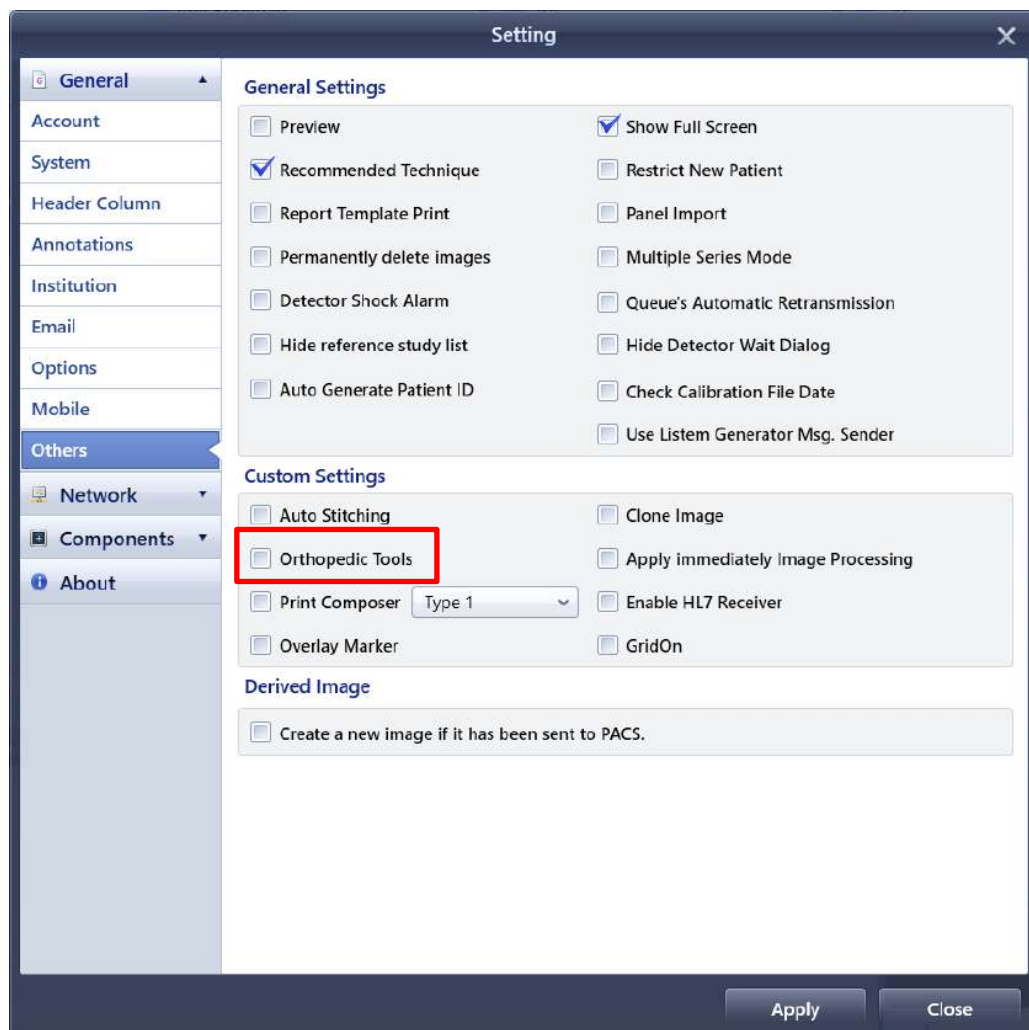 Setting
General
Account
System
Header Column
Annotations
Institution
Email
Options
Mobile
Others
Network
Components
About
General Settings
Preview
Show Full Screen
Recommended Technique
Restrict New Patient
Report Template Print
Panel Import
Permanently delete images
Multiple Series Mode
Detector Shock Alarm
Queue's Automatic Retransmission
Hide reference study list
Hide Detector Wait Dialog
Auto Generate Patient ID
Check Calibration File Date
Use Listem Generator Msg. Sender
Custom Settings
Auto Stitching
Clone Image
Orthopedic Tools
Apply immediately Image Processing
Print Composer Type 1
Enable HL7 Receiver
Overlay Marker
GridOn
Derived Image
Create a new image if it has been sent to PACS.
Apply
Close